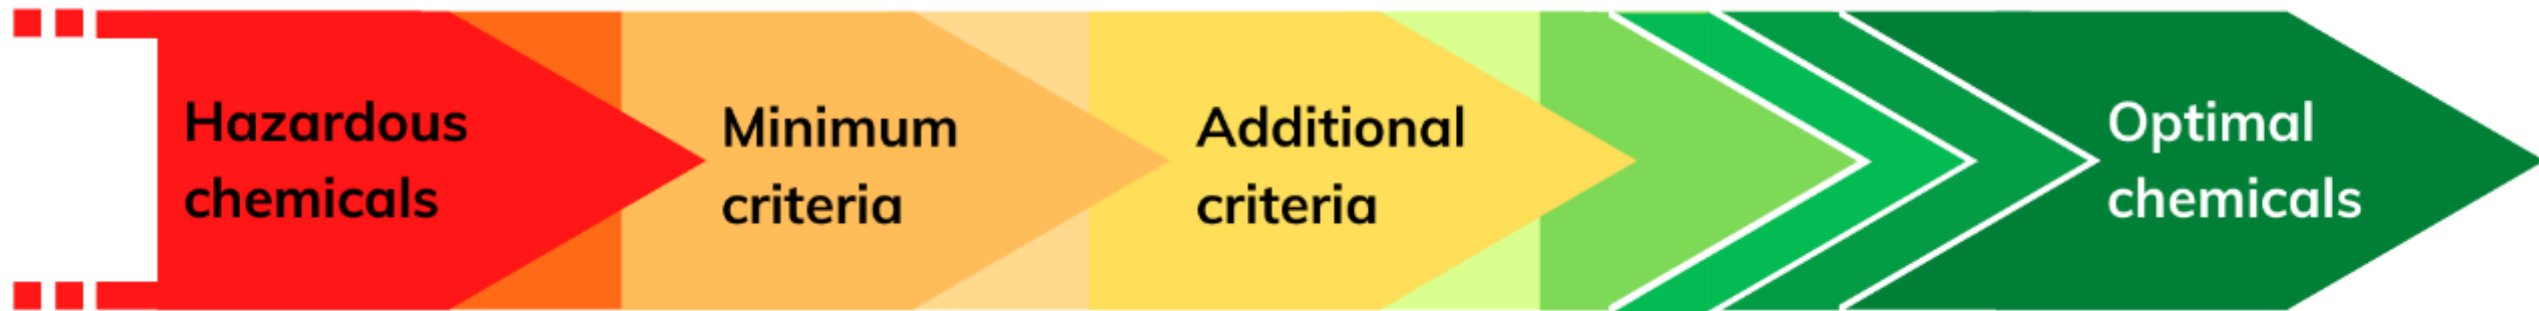 Hazardous
chemicals
Minimum
criteria
Additional
criteria
Optimal
chemicals